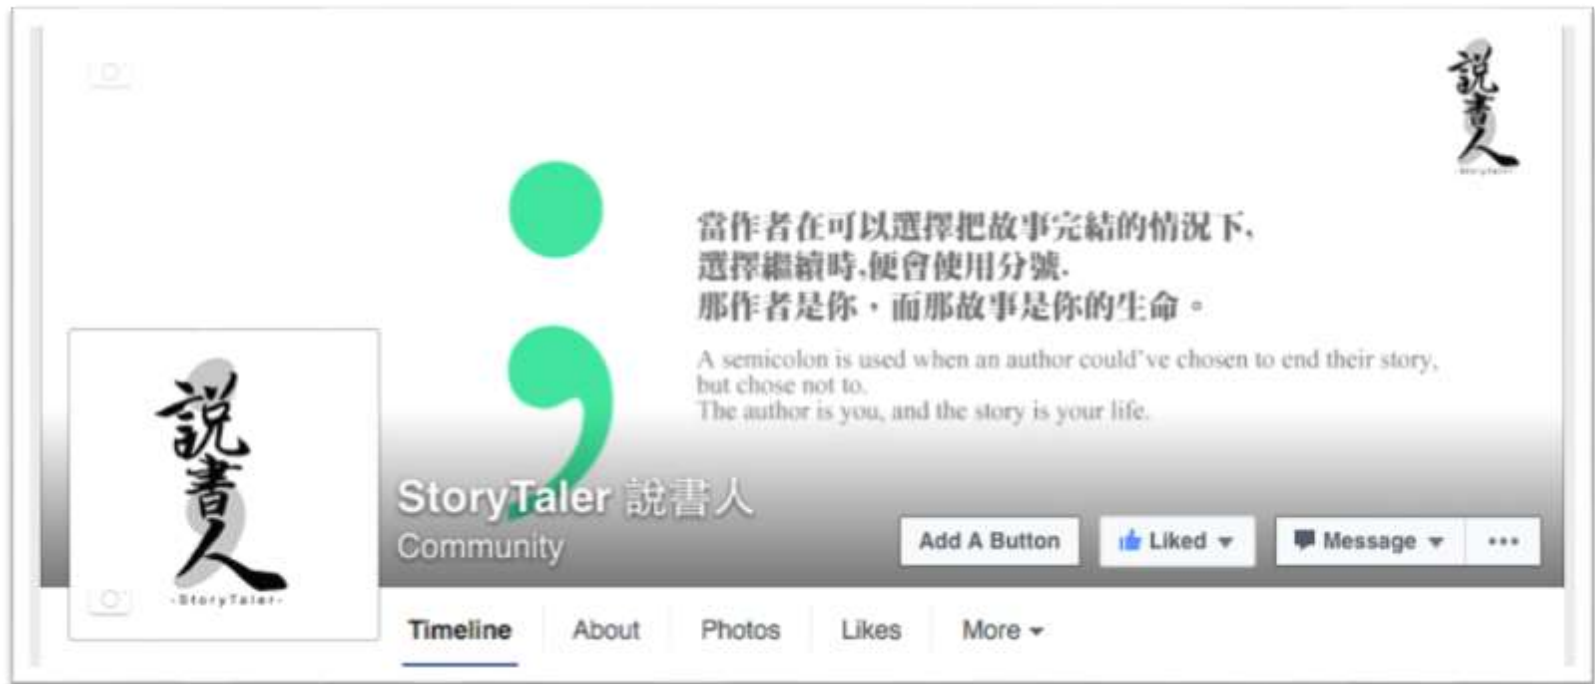 說書人
-StoryTaler-
;
當作者在可以選擇把故事完結的情況下,
選擇繼續時,便會使用分號.
那作者是你，而那故事是你的生命。
A semicolon is used when an author could've chosen to end their story,
but chose not to.
The author is you, and the story is your life.
說書人
-StoryTaler-
StoryTaler 說書人
Community
Add A Button
Liked
Message
Timeline
About
Photos
Likes
More